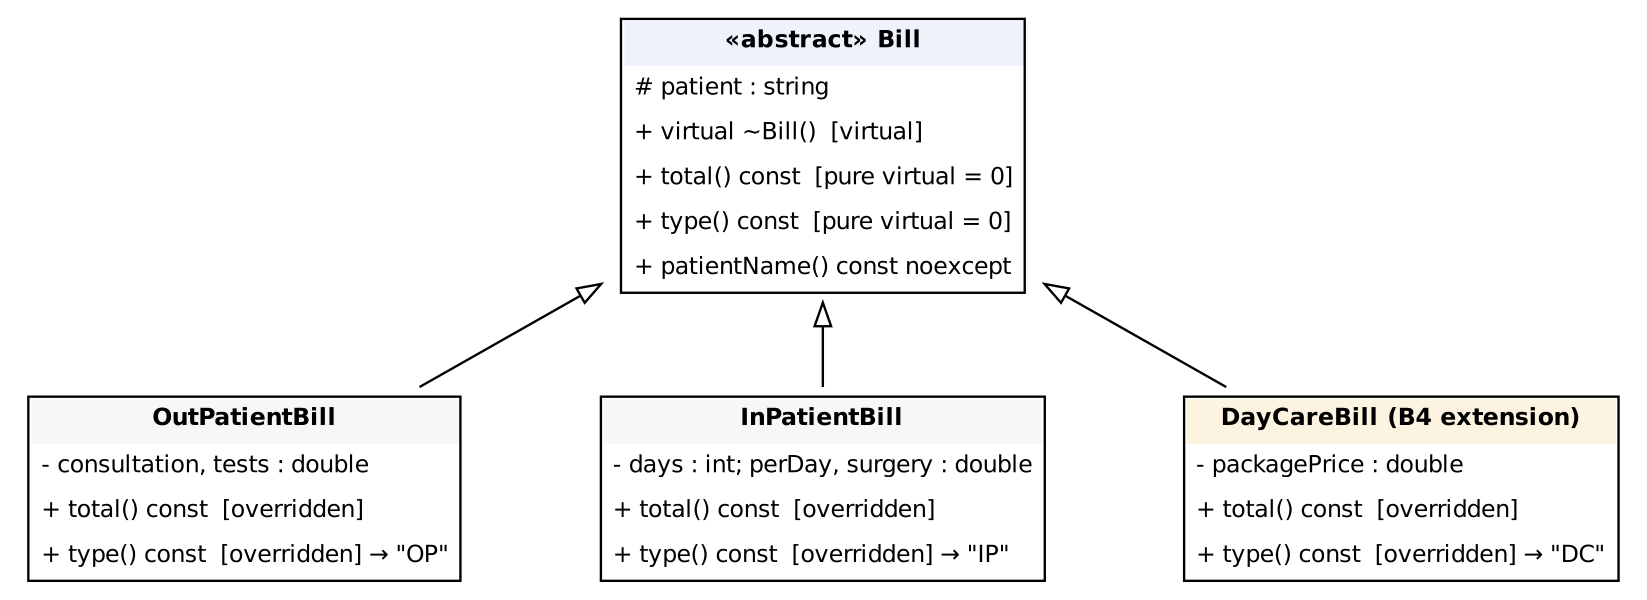 «abstract» Bill
# patient : string
+ virtual ~Bill()  [virtual]
+ total() const  [pure virtual = 0]
+ type() const  [pure virtual = 0]
+ patientName() const noexcept
OutPatientBill
- consultation, tests : double
+ total() const  [overridden]
+ type() const  [overridden] → "OP"
InPatientBill
- days : int; perDay, surgery : double
+ total() const  [overridden]
+ type() const  [overridden] → "IP"
DayCareBill (B4 extension)
- packagePrice : double
+ total() const  [overridden]
+ type() const  [overridden] → "DC"